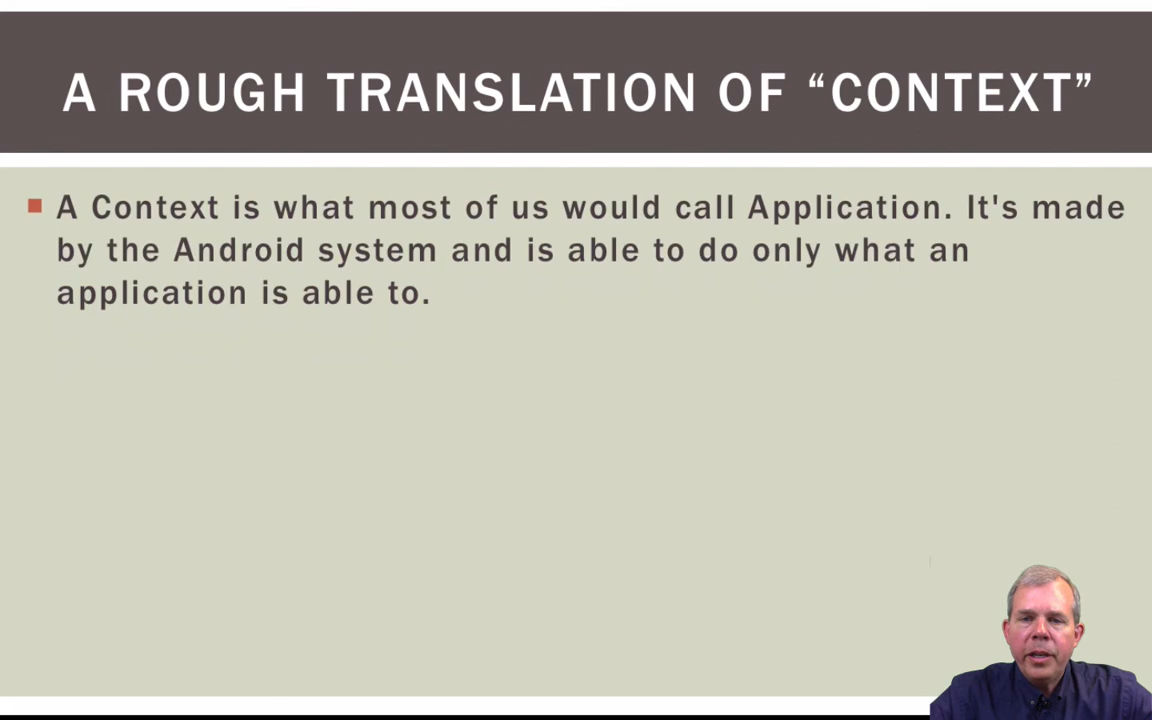 A ROUGH TRANSLATION OF “CONTEXT”
A Context is what most of us would call Application. It's made
by the Android system and is able to do only what an
application is able to.